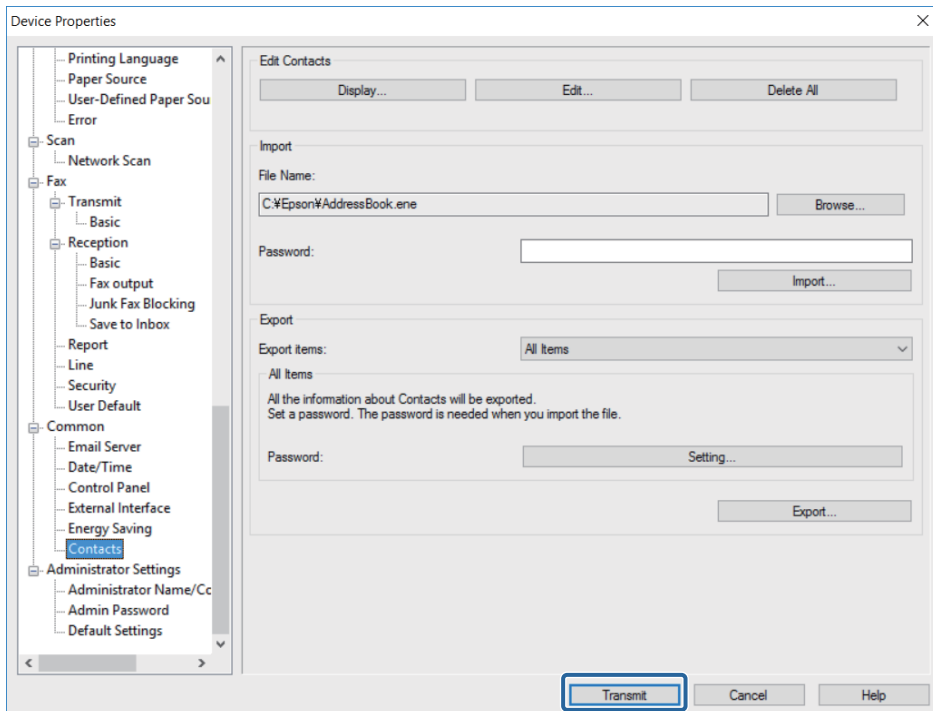 Device Properties
Printing Language
Paper Source
User-Defined Paper Sou
Error
Scan
Network Scan
Fax
Transmit
Basic
Reception
Basic
Fax output
Junk Fax Blocking
Save to Inbox
Report
Line
Security
User Default
Common
Email Server
Date/Time
Control Panel
External Interface
Energy Saving
Contacts
Administrator Settings
Administrator Name/Co
Admin Password
Default Settings
Edit Contacts
Display... Edit... Delete All
Import
File Name:
C:¥Epson¥AddressBook.ene Browse...
Password:
Import...
Export
Export items: All Items
All Items
All the information about Contacts will be exported.
Set a password. The password is needed when you import the file.
Password: Setting...
Export...
Transmit Cancel Help